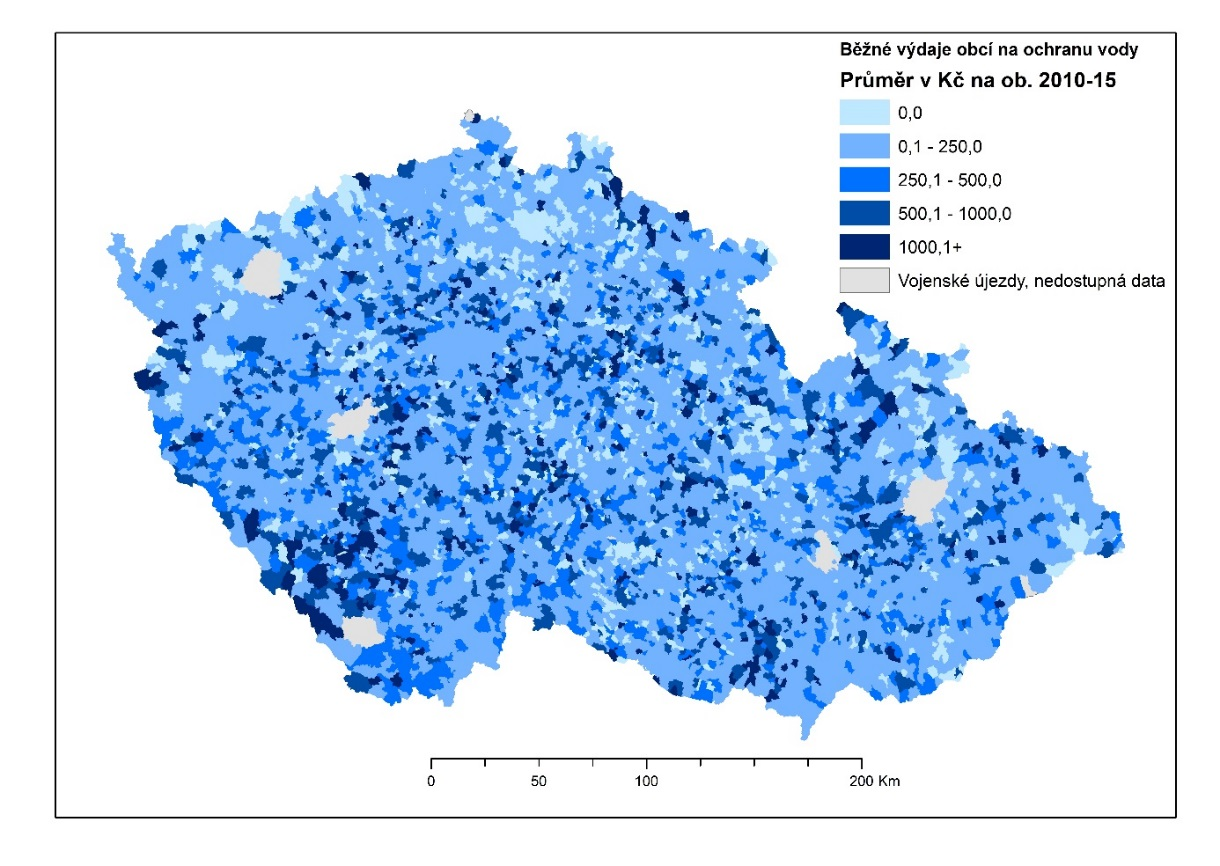 Běžné výdaje obcí na ochranu vody
Průměr v Kč na ob. 2010-15
0,0
0,1 - 250,0
250,1 - 500,0
500,1 - 1000,0
1000,1+
Vojenské újezdy, nedostupná data
0 50 100 200 Km